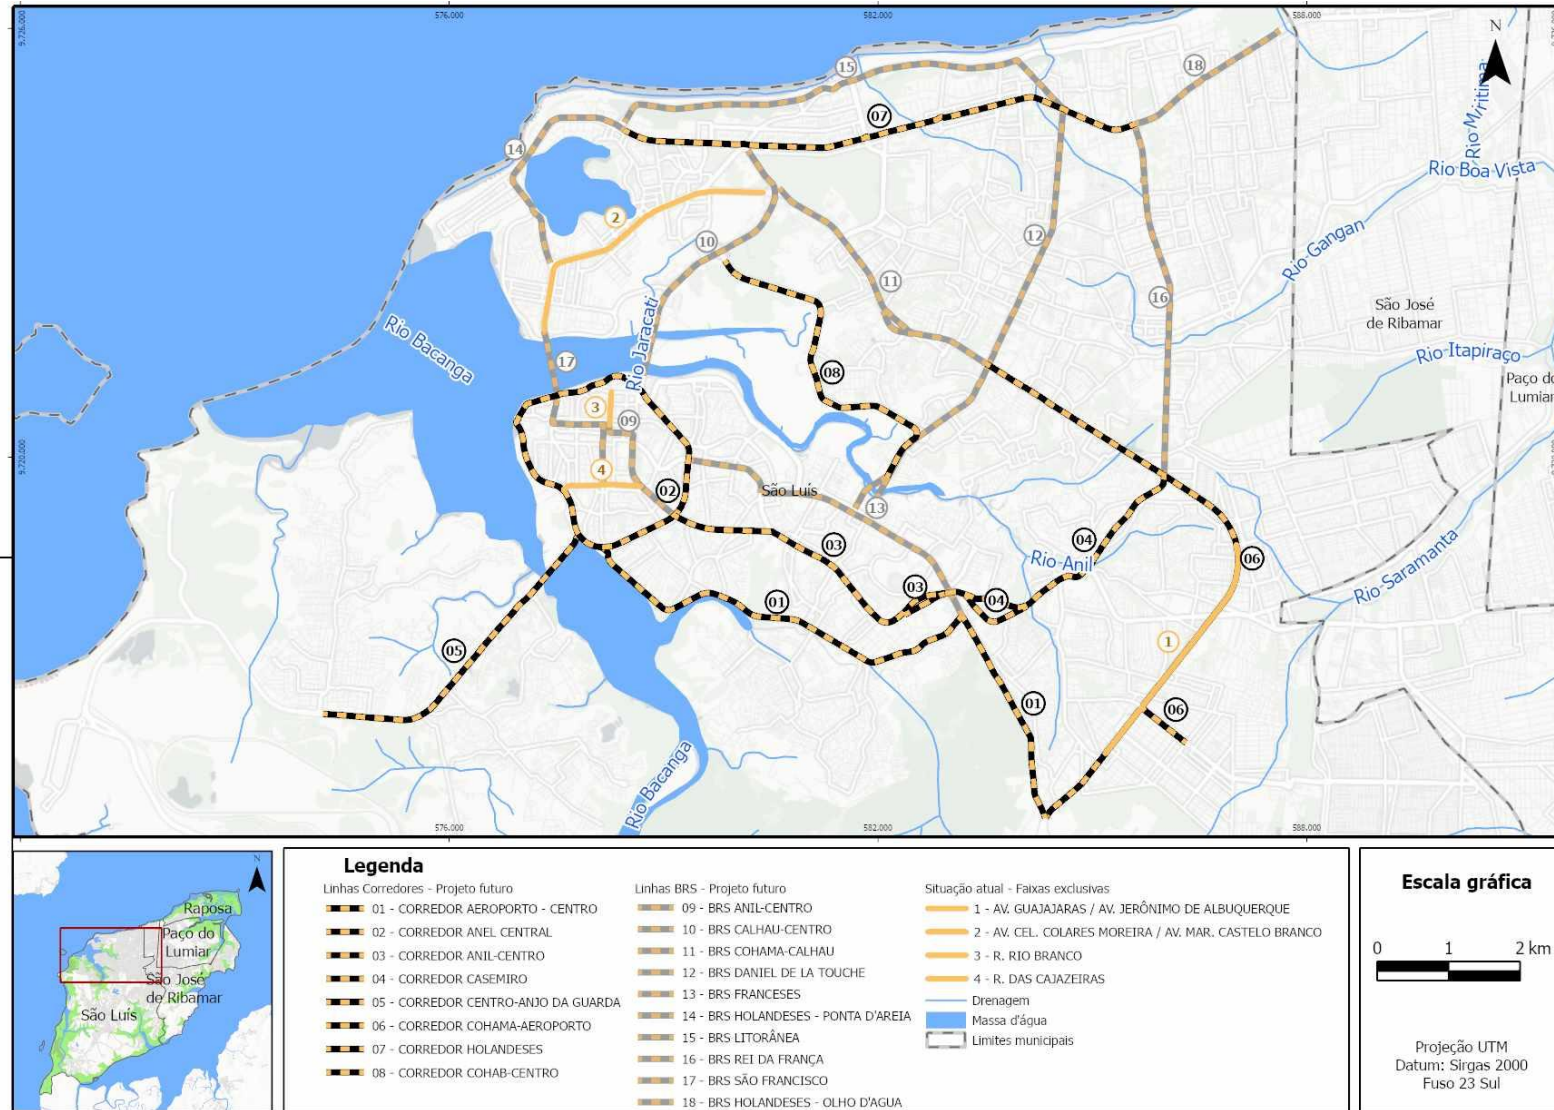 576.000 582.000 588.000
9.726.000
N
15
18
07
14
Rio Miritima
Rio Boa Vista
2
10
12
Rio Gangan
11
16
São José
de Ribamar
Rio Bacanga
Rio Jaracati
17
08
Rio Itapiraço
Paço do
Lumiar
3
09
9.720.000
4
02
São Luís
13
03
04
Rio Anil
06
Rio Saramanta
03
04
01
1
05
01
06
Rio Bacanga
576.000 582.000 588.000
N
Raposa
Paço do
Lumiar
São José
de Ribamar
São Luís
Legenda
Linhas Corredores - Projeto futuro
01 - CORREDOR AEROPORTO - CENTRO
02 - CORREDOR ANEL CENTRAL
03 - CORREDOR ANIL-CENTRO
04 - CORREDOR CASEMIRO
05 - CORREDOR CENTRO-ANJO DA GUARDA
06 - CORREDOR COHAMA-AEROPORTO
07 - CORREDOR HOLANDESES
08 - CORREDOR COHAB-CENTRO
Linhas BRS - Projeto futuro
09 - BRS ANIL-CENTRO
10 - BRS CALHAU-CENTRO
11 - BRS COHAMA-CALHAU
12 - BRS DANIEL DE LA TOUCHE
13 - BRS FRANCESES
14 - BRS HOLANDESES - PONTA D'AREIA
15 - BRS LITORÂNEA
16 - BRS REI DA FRANÇA
17 - BRS SÃO FRANCISCO
18 - BRS HOLANDESES - OLHO D'AGUA
Situação atual - Faixas exclusivas
1 - AV. GUAJAJARAS / AV. JERÔNIMO DE ALBUQUERQUE
2 - AV. CEL. COLARES MOREIRA / AV. MAR. CASTELO BRANCO
3 - R. RIO BRANCO
4 - R. DAS CAJAZEIRAS
Drenagem
Massa d'água
Limites municipais
Escala gráfica
0 1 2 km
Projeção UTM
Datum: Sirgas 2000
Fuso 23 Sul